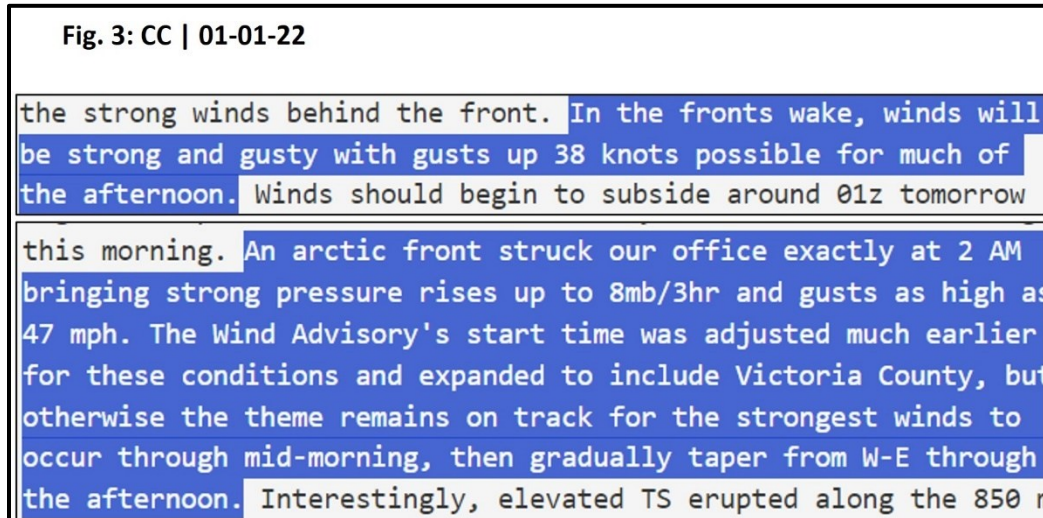 Fig. 3: CC | 01-01-22
the strong winds behind the front. In the fronts wake, winds will
be strong and gusty with gusts up 38 knots possible for much of
the afternoon. Winds should begin to subside around 01z tomorrow
this morning. An arctic front struck our office exactly at 2 AM
bringing strong pressure rises up to 8mb/3hr and gusts as high as
47 mph. The Wind Advisory's start time was adjusted much earlier
for these conditions and expanded to include Victoria County, but
otherwise the theme remains on track for the strongest winds to
occur through mid-morning, then gradually taper from W-E through
the afternoon. Interestingly, elevated TS erupted along the 850